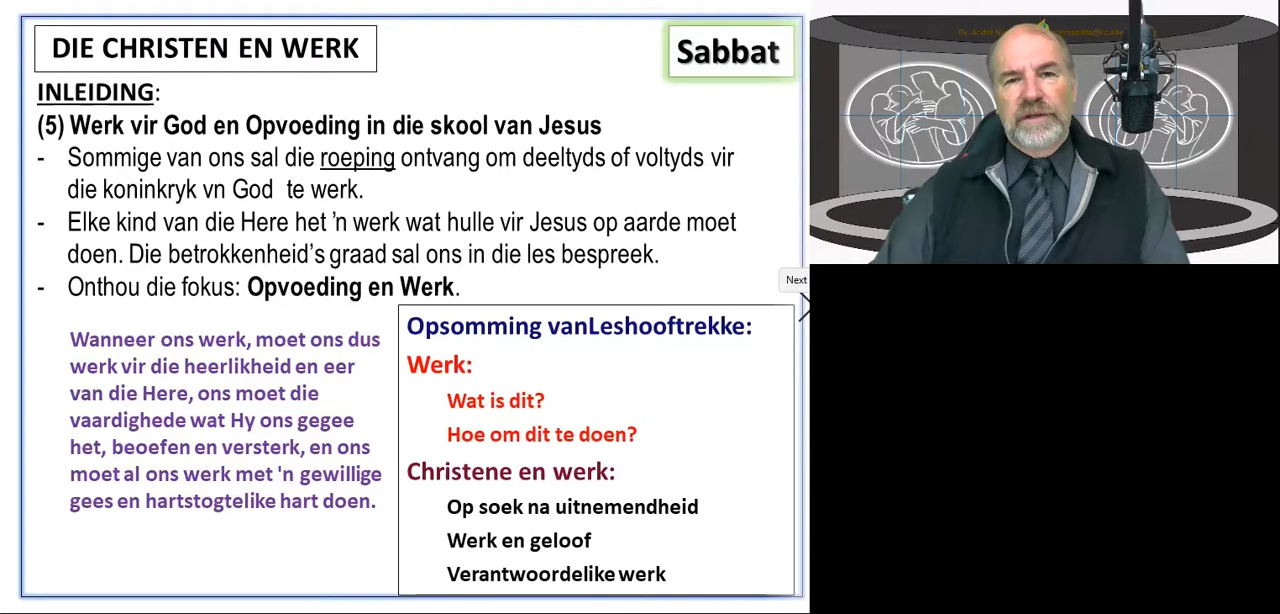 DIE CHRISTEN EN WERK
Sabbat
INLEIDING:
(5) Werk vir God en Opvoeding in die skool van Jesus
- Sommige van ons sal die roeping ontvang om deeltyds of voltyds vir
die koninkryk vn God te werk.
- Elke kind van die Here het 'n werk wat hulle vir Jesus op aarde moet
doen. Die betrokkenheid's graad sal ons in die les bespreek.
- Onthou die fokus: Opvoeding en Werk.
Wanneer ons werk, moet ons dus
werk vir die heerlikheid en eer
van die Here, ons moet die
vaardighede wat Hy ons gegee
het, beoefen en versterk, en ons
moet al ons werk met 'n gewillige
gees en hartstogtelike hart doen.
Opsomming vanLeshooftrekke:
Werk:
Wat is dit?
Hoe om dit te doen?
Christene en werk:
Op soek na uitnemendheid
Werk en geloof
Verantwoordelike werk
Next